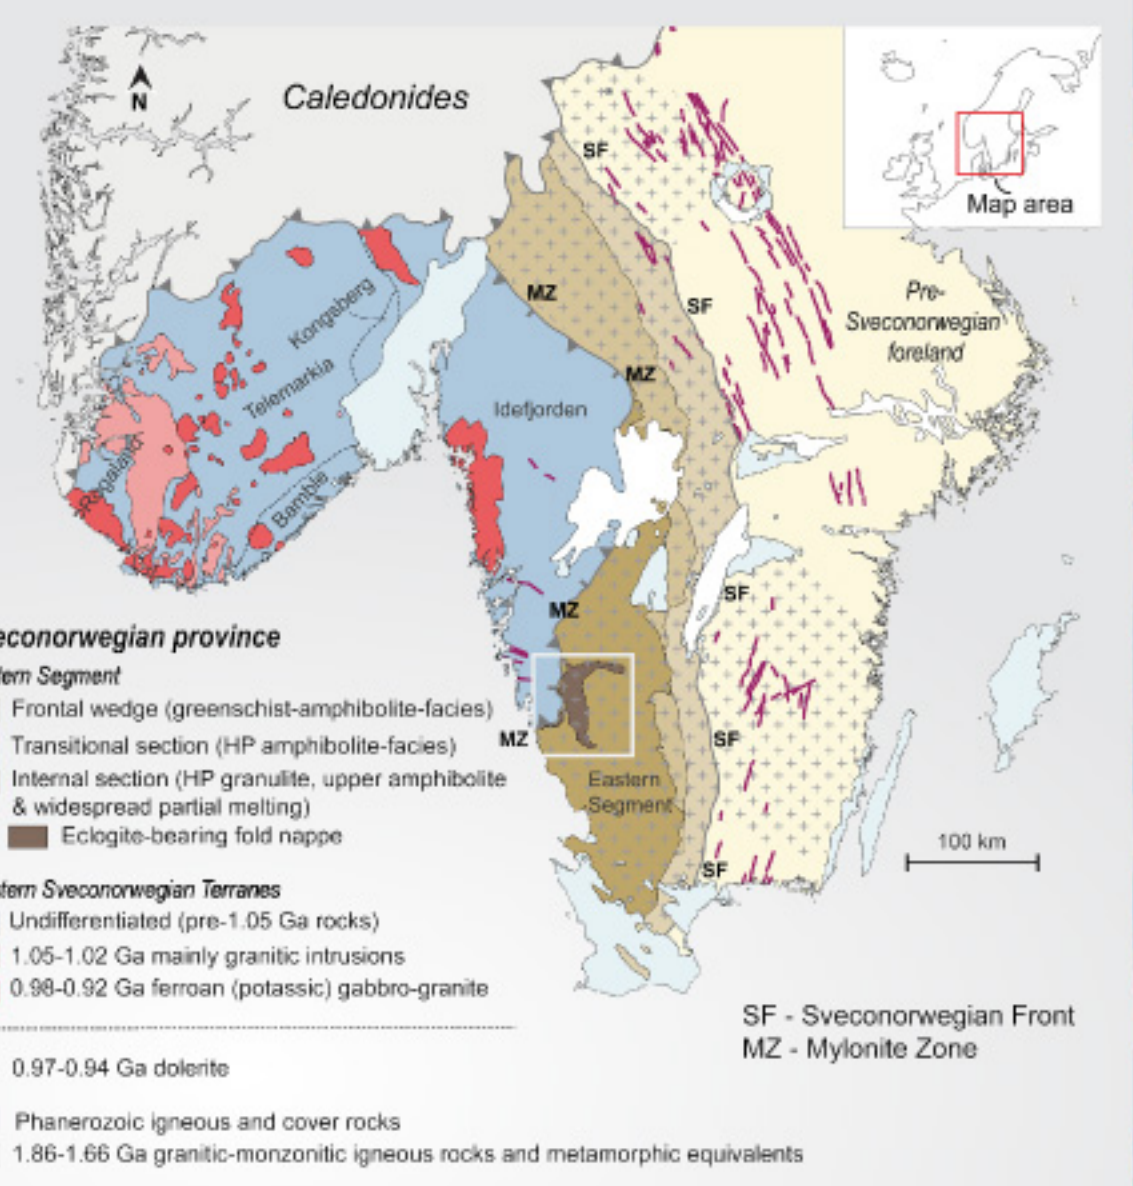 Caledonides
N
Map area
SF
Pre-
Sveconorwegian
foreland
MZ
SF
Kongsberg
MZ
Telemarkia
Idefjorden
Rogaland
Bamble
SF
MZ
MZ
SF
Eastern
Segment
100 km
SF
econorwegian province
tern Segment
Frontal wedge (greenschist-amphibolite-facies)
Transitional section (HP amphibolite-facies)
Internal section (HP granulite, upper amphibolite
& widespread partial melting)
Eclogite-bearing fold nappe
tern Sveconorwegian Terranes
Undifferentiated (pre-1.05 Ga rocks)
1.05-1.02 Ga mainly granitic intrusions
0.98-0.92 Ga ferroan (potassic) gabbro-granite
SF - Sveconorwegian Front
MZ - Mylonite Zone
0.97-0.94 Ga dolerite
Phanerozoic igneous and cover rocks
1.86-1.66 Ga granitic-monzonitic igneous rocks and metamorphic equivalents